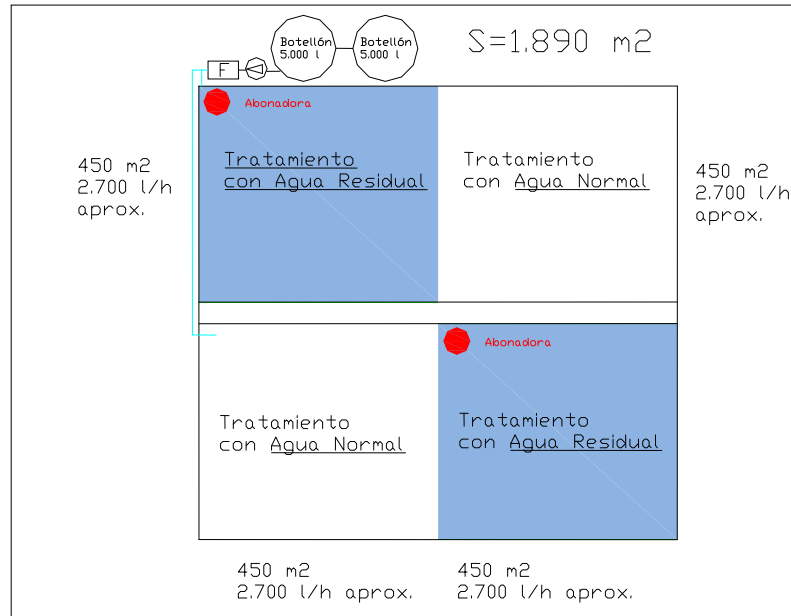 Botellón
5.000 l
Botellón
5.000 l
S=1.890 m2
F
Abonadora
Tratamiento
con Agua Residual
Tratamiento
con Agua Normal
450 m2
2.700 l/h
aprox.
450 m2
2.700 l/h
aprox.
Abonadora
Tratamiento
con Agua Normal
Tratamiento
con Agua Residual
450 m2
2.700 l/h aprox.
450 m2
2.700 l/h aprox.